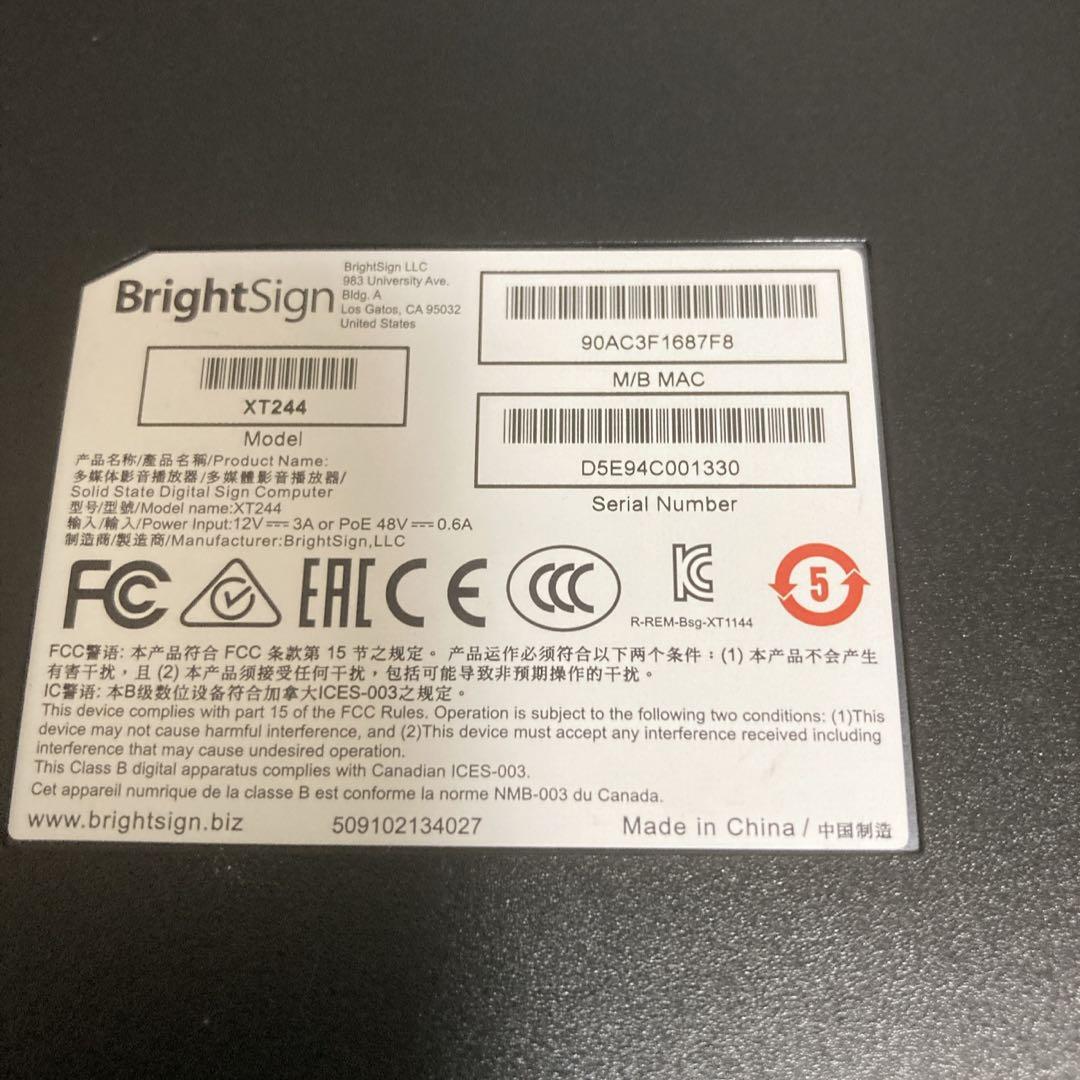 BrightSign
BrightSign LLC
983 University Ave.
Bldg. A
Los Gatos, CA 95032
United States
90AC3F1687F8
M/B MAC
XT244
Model
D5E94C001330
Serial Number
产品名称/產品名稱/Product Name:
多媒体影音播放器/多媒體影音播放器/
Solid State Digital Sign Computer
型号/型號/Model name:XT244
输入/輸入/Power Input:12V⎓3A or PoE 48V⎓0.6A
制造商/製造商/Manufacturer:BrightSign,LLC
FC EAC CE CCC KC 5
R-REM-Bsg-XT1144
FCC警语: 本产品符合 FCC 条款第 15 节之规定。 产品运作必须符合以下两个条件：(1) 本产品不会产生
有害干扰，且 (2) 本产品须接受任何干扰，包括可能导致非预期操作的干扰。
IC警语: 本B级数位设备符合加拿大ICES-003之规定。
This device complies with part 15 of the FCC Rules. Operation is subject to the following two conditions: (1)This
device may not cause harmful interference, and (2)This device must accept any interference received including
interference that may cause undesired operation.
This Class B digital apparatus complies with Canadian ICES-003.
Cet appareil numrique de la classe B est conforme la norme NMB-003 du Canada.
www.brightsign.biz 509102134027 Made in China / 中国制造